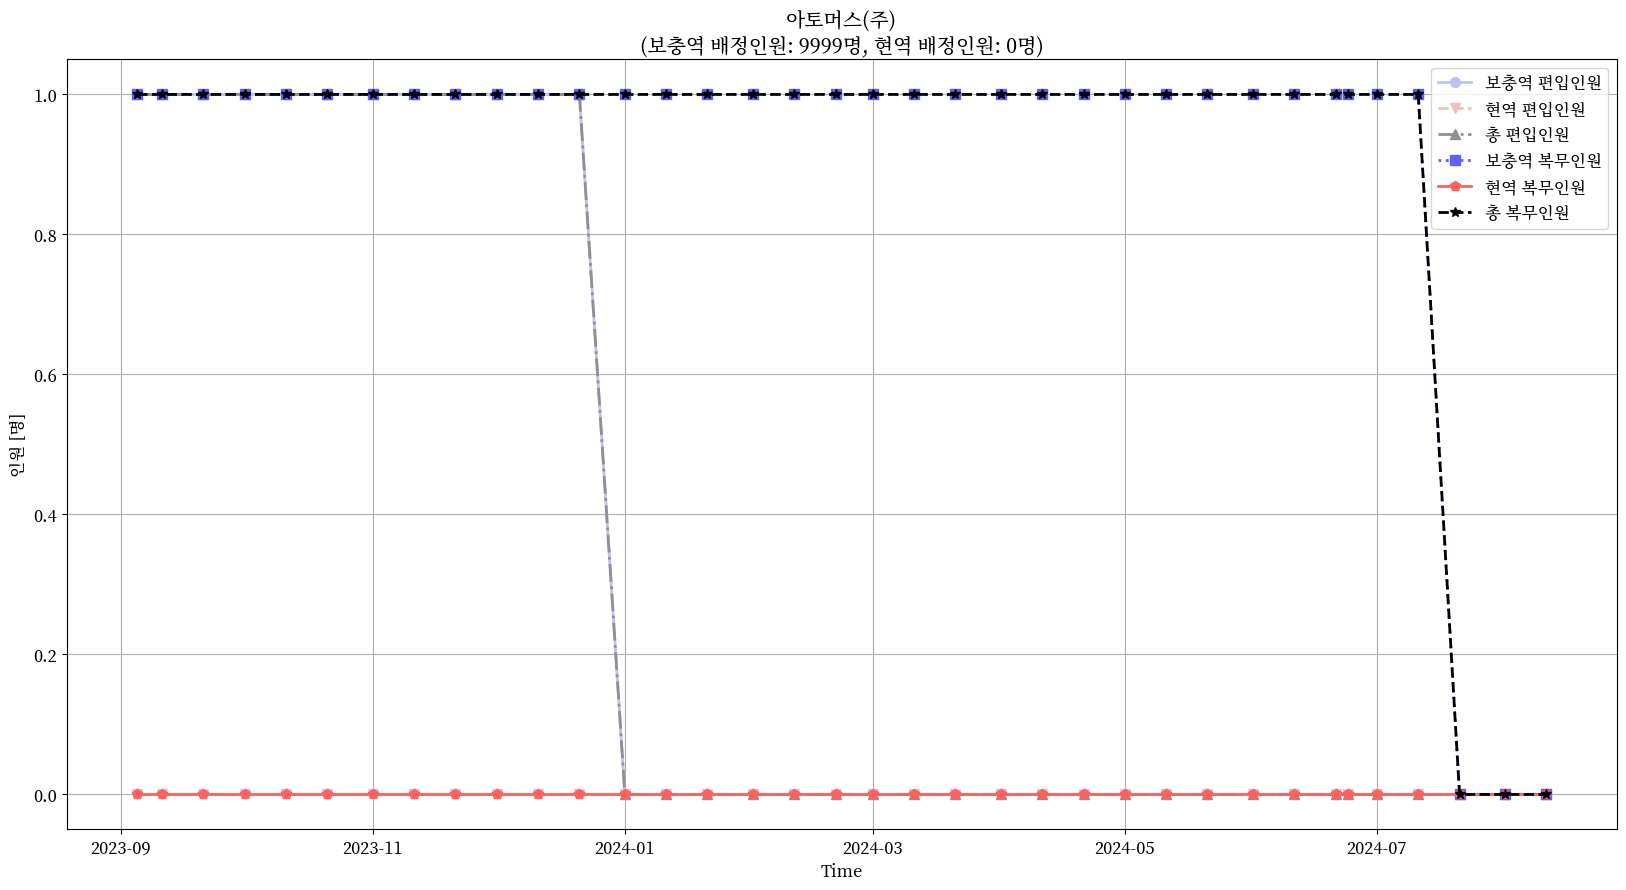 아토머스(주)
(보충역 배정인원: 9999명, 현역 배정인원: 0명)
보충역 편입인원
현역 편입인원
총 편입인원
보충역 복무인원
현역 복무인원
총 복무인원
인원 [명]
1.0
0.8
0.6
0.4
0.2
0.0
2023-09
2023-11
2024-01
2024-03
2024-05
2024-07
Time